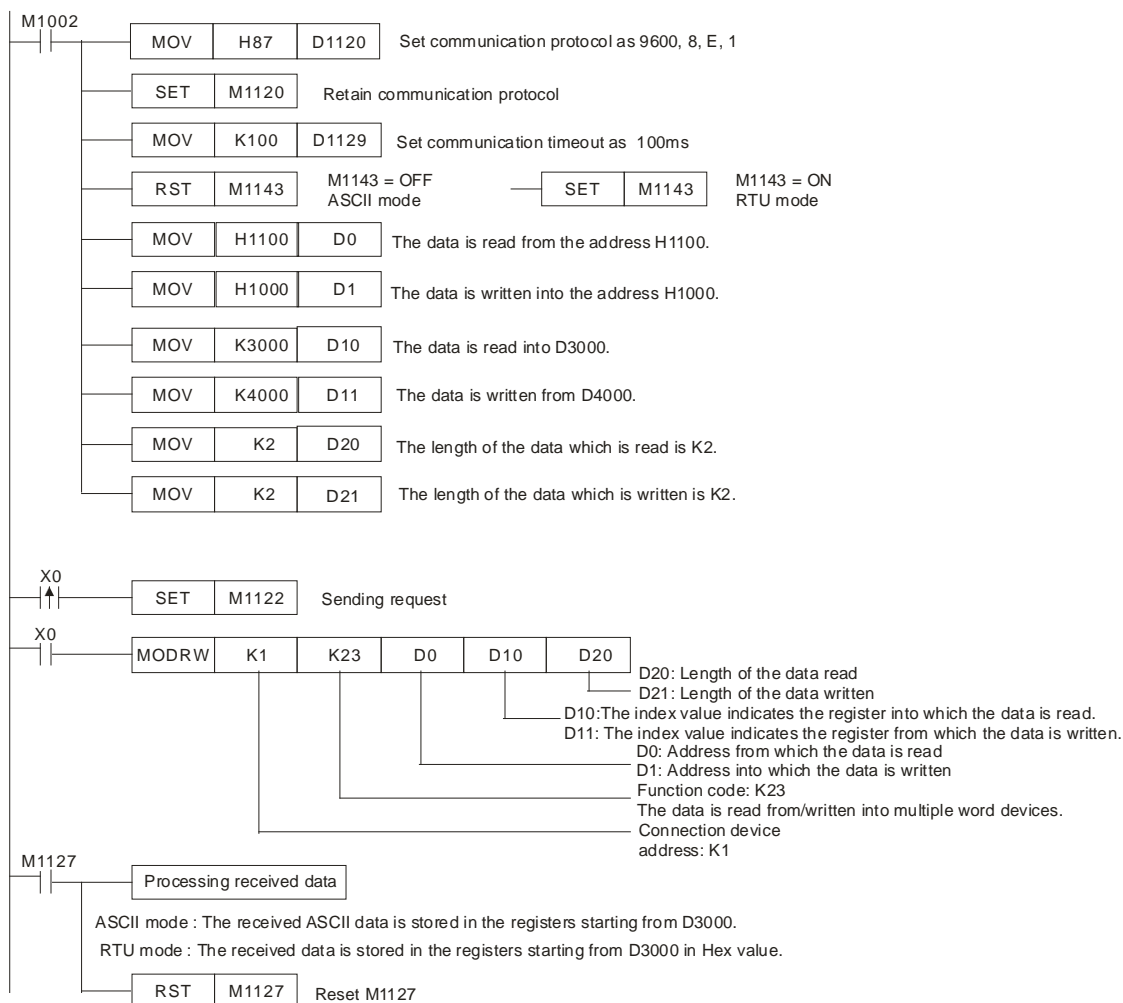 M1002
MOV H87 D1120 Set communication protocol as 9600, 8, E, 1
SET M1120 Retain communication protocol
MOV K100 D1129 Set communication timeout as 100ms
RST M1143 M1143 = OFF
ASCII mode
SET M1143 M1143 = ON
RTU mode
MOV H1100 D0 The data is read from the address H1100.
MOV H1000 D1 The data is written into the address H1000.
MOV K3000 D10 The data is read into D3000.
MOV K4000 D11 The data is written from D4000.
MOV K2 D20 The length of the data which is read is K2.
MOV K2 D21 The length of the data which is written is K2.
X0
SET M1122 Sending request
X0
MODRW K1 K23 D0 D10 D20
D20: Length of the data read
D21: Length of the data written
D10:The index value indicates the register into which the data is read.
D11: The index value indicates the register from which the data is written.
D0: Address from which the data is read
D1: Address into which the data is written
Function code: K23
The data is read from/written into multiple word devices.
Connection device
address: K1
M1127
Processing received data
ASCII mode : The received ASCII data is stored in the registers starting from D3000.
RTU mode : The received data is stored in the registers starting from D3000 in Hex value.
RST M1127 Reset M1127